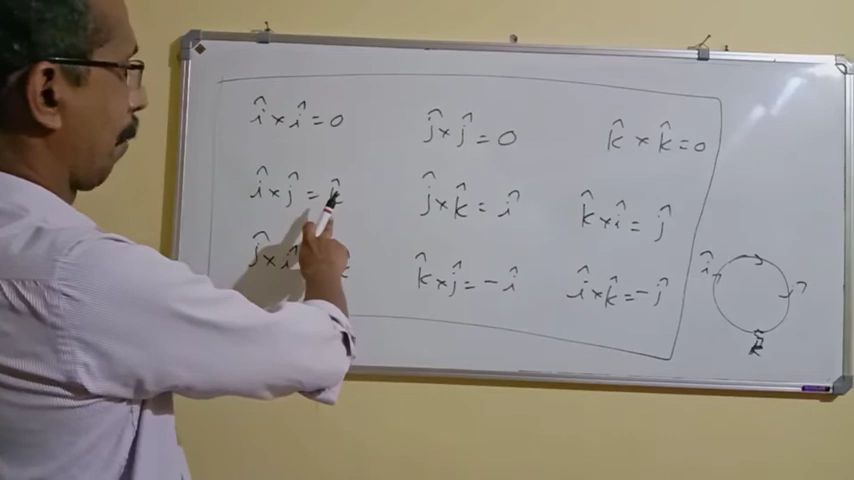 î × î = 0    ĵ × ĵ = 0    k̂ × k̂ = 0
î × ĵ =    ĵ × k̂ = î    k̂ × î = ĵ
ĵ × î    k̂ × ĵ = - î    î × k̂ = - ĵ
î
k̂